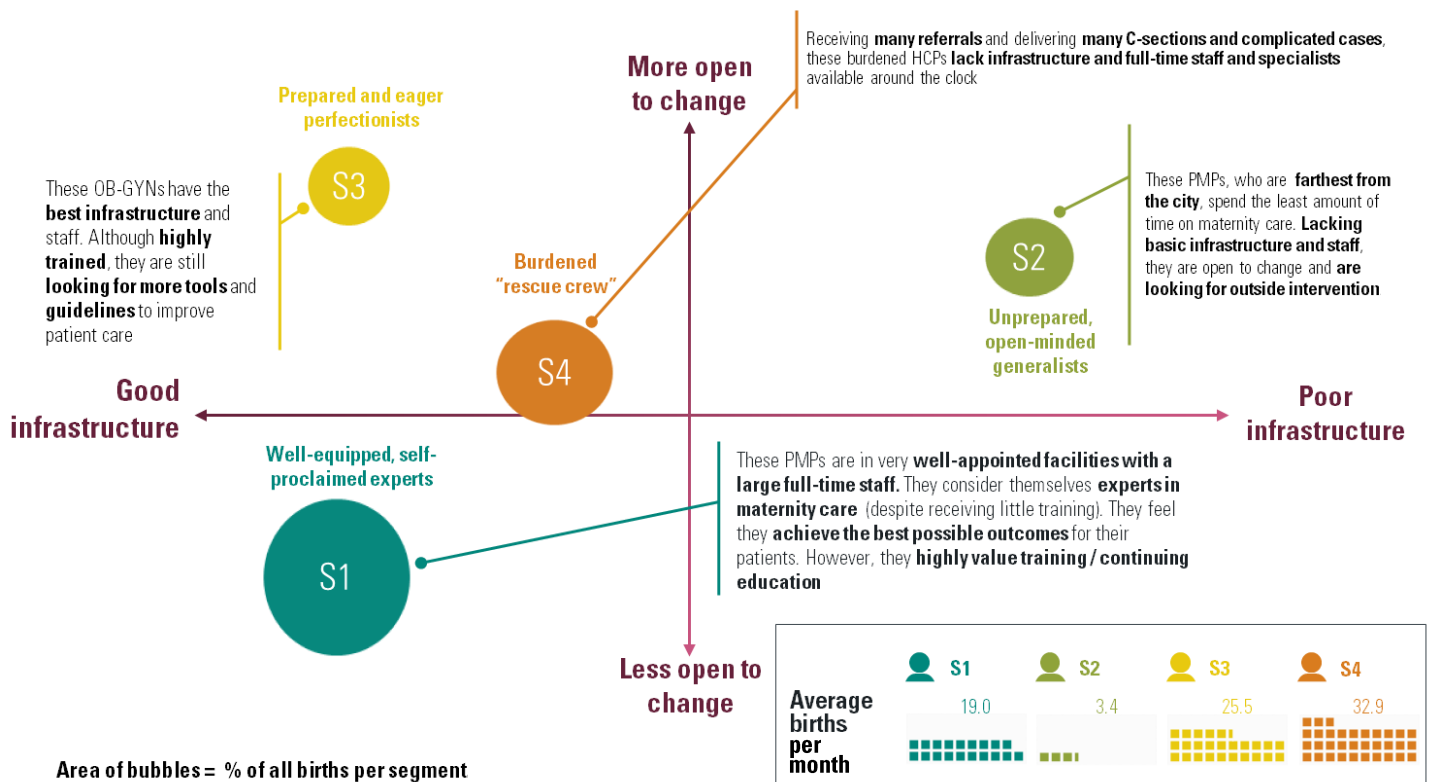 Receiving many referrals and delivering many C-sections and complicated cases,
these burdened HCPs lack infrastructure and full-time staff and specialists
available around the clock
More open
to change
Prepared and eager
perfectionists
S3
These OB-GYNs have the
best infrastructure and
staff. Although highly
trained, they are still
looking for more tools and
guidelines to improve
patient care
These PMPs, who are farthest from
the city, spend the least amount of
time on maternity care. Lacking
basic infrastructure and staff,
they are open to change and are
looking for outside intervention
S2
Unprepared,
open-minded
generalists
Burdened
"rescue crew"
S4
Good
infrastructure
Poor
infrastructure
Well-equipped, self-
proclaimed experts
S1
These PMPs are in very well-appointed facilities with a
large full-time staff. They consider themselves experts in
maternity care (despite receiving little training). They feel
they achieve the best possible outcomes for their
patients. However, they highly value training / continuing
education
Less open to
change
S1 S2 S3 S4
Average
births
per
month
19.0 3.4 25.5 32.9
Area of bubbles = % of all births per segment